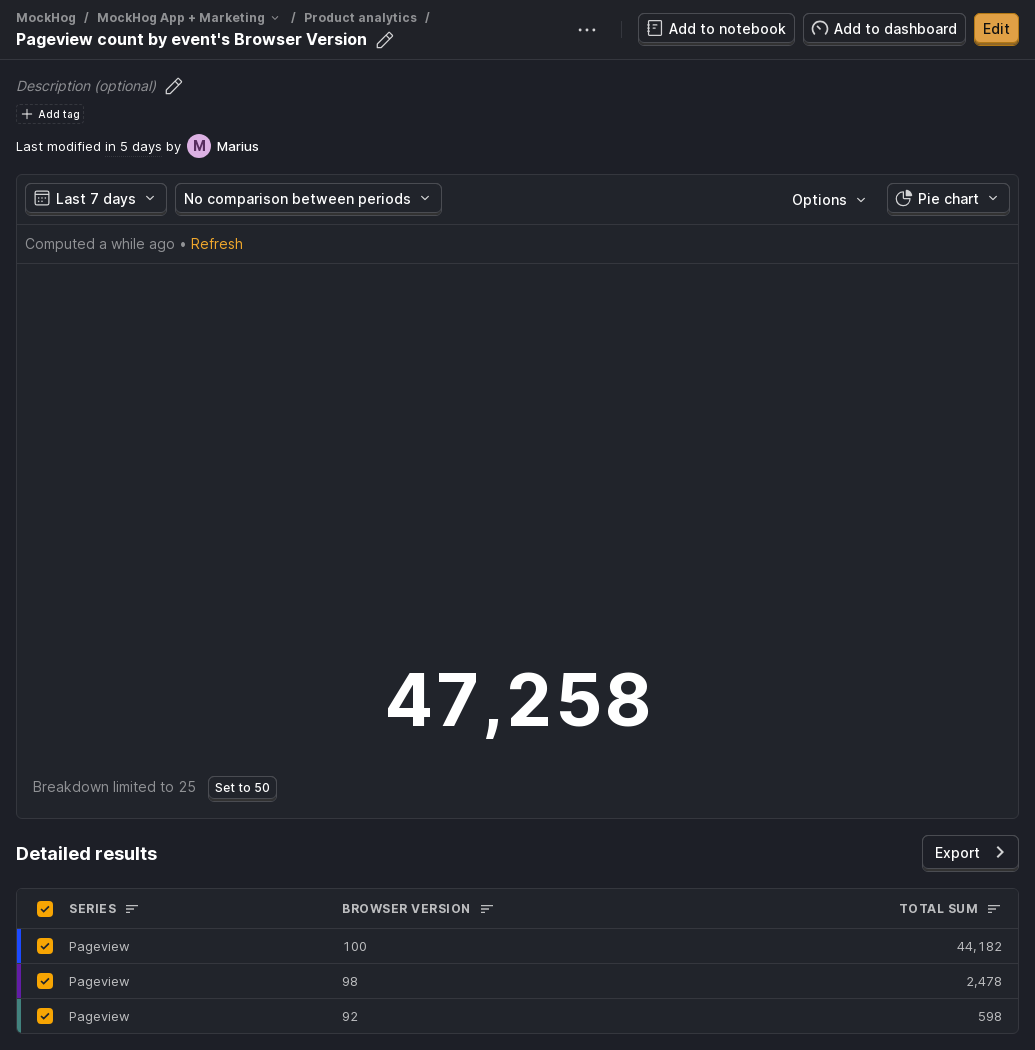 MockHog / MockHog App + Marketing / Product analytics /
Pageview count by event's Browser Version
Add to notebook
Add to dashboard
Edit
Description (optional)
Add tag
Last modified in 5 days by M Marius
Last 7 days
No comparison between periods
Options
Pie chart
Computed a while ago • Refresh
47,258
Breakdown limited to 25
Set to 50
Detailed results
Export
SERIES BROWSER VERSION TOTAL SUM
Pageview 100 44,182
Pageview 98 2,478
Pageview 92 598